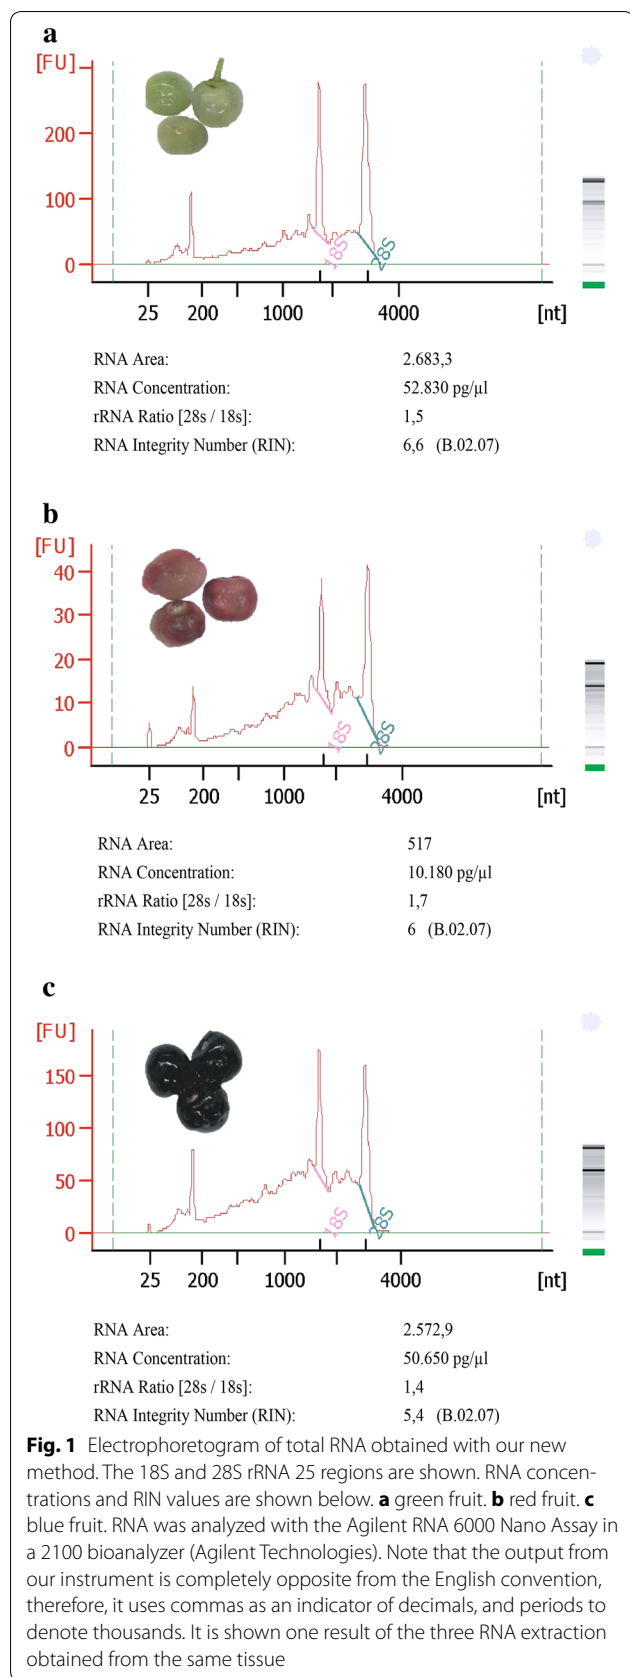 a
[FU]
200
100
0
18S
28S
25 200 1000 4000 [nt]
RNA Area: 2.683,3
RNA Concentration: 52.830 pg/µl
rRNA Ratio [28s / 18s]: 1,5
RNA Integrity Number (RIN): 6,6 (B.02.07)
b
[FU]
40
30
20
10
0
18S
28S
25 200 1000 4000 [nt]
RNA Area: 517
RNA Concentration: 10.180 pg/µl
rRNA Ratio [28s / 18s]: 1,7
RNA Integrity Number (RIN): 6 (B.02.07)
c
[FU]
150
100
50
0
18S
28S
25 200 1000 4000 [nt]
RNA Area: 2.572,9
RNA Concentration: 50.650 pg/µl
rRNA Ratio [28s / 18s]: 1,4
RNA Integrity Number (RIN): 5,4 (B.02.07)
Fig. 1 Electrophoretogram of total RNA obtained with our new
method. The 18S and 28S rRNA 25 regions are shown. RNA concen-
trations and RIN values are shown below. a green fruit. b red fruit. c
blue fruit. RNA was analyzed with the Agilent RNA 6000 Nano Assay in
a 2100 bioanalyzer (Agilent Technologies). Note that the output from
our instrument is completely opposite from the English convention,
therefore, it uses commas as an indicator of decimals, and periods to
denote thousands. It is shown one result of the three RNA extraction
obtained from the same tissue